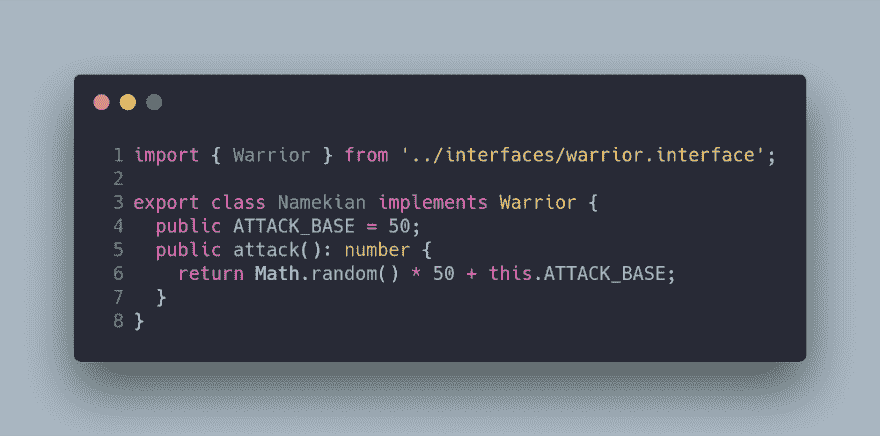 1 import { Warrior } from '../interfaces/warrior.interface';
2
3 export class Namekian implements Warrior {
4   public ATTACK_BASE = 50;
5   public attack(): number {
6     return Math.random() * 50 + this.ATTACK_BASE;
7   }
8 }